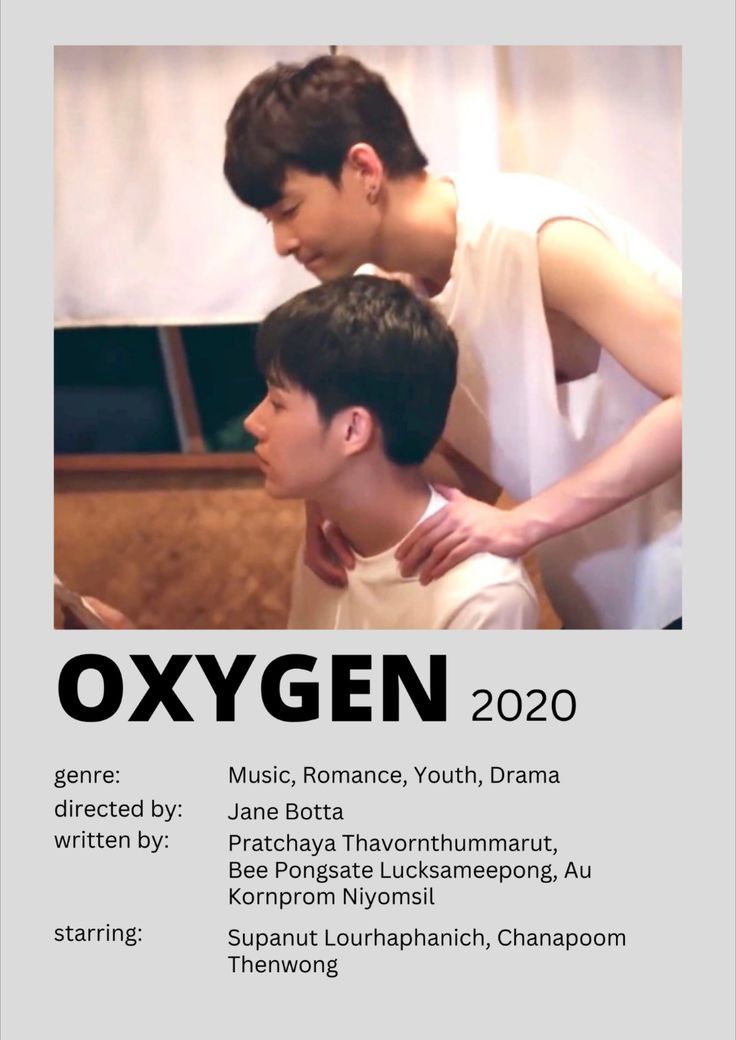 OXYGEN 2020
genre: Music, Romance, Youth, Drama
directed by: Jane Botta
written by: Pratchaya Thavornthummarut,
Bee Pongsate Lucksameepong, Au
Kornprom Niyomsil
starring: Supanut Lourhaphanich, Chanapoom
Thenwong